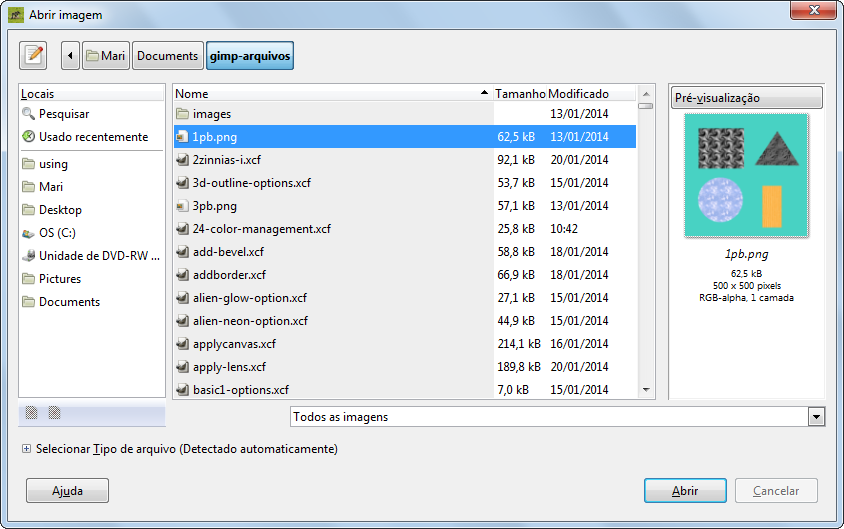 Abrir imagem
Mari Documents gimp-arquivos
Locais
Pesquisar
Usado recentemente
using
Mari
Desktop
OS (C:)
Unidade de DVD-RW ...
Pictures
Documents
Nome Tamanho Modificado
images 13/01/2014
1pb.png 62,5 kB 13/01/2014
2zinnias-i.xcf 92,1 kB 20/01/2014
3d-outline-options.xcf 53,7 kB 15/01/2014
3pb.png 57,1 kB 13/01/2014
24-color-management.xcf 25,8 kB 10:42
add-bevel.xcf 58,8 kB 18/01/2014
addborder.xcf 66,9 kB 18/01/2014
alien-glow-option.xcf 27,1 kB 15/01/2014
alien-neon-option.xcf 44,9 kB 15/01/2014
applycanvas.xcf 214,1 kB 16/01/2014
apply-lens.xcf 189,8 kB 20/01/2014
basic1-options.xcf 7,0 kB 15/01/2014
Pré-visualização
1pb.png
62,5 kB
500 x 500 pixels
RGB-alpha, 1 camada
Todos as imagens
Selecionar Tipo de arquivo (Detectado automaticamente)
Ajuda Abrir Cancelar